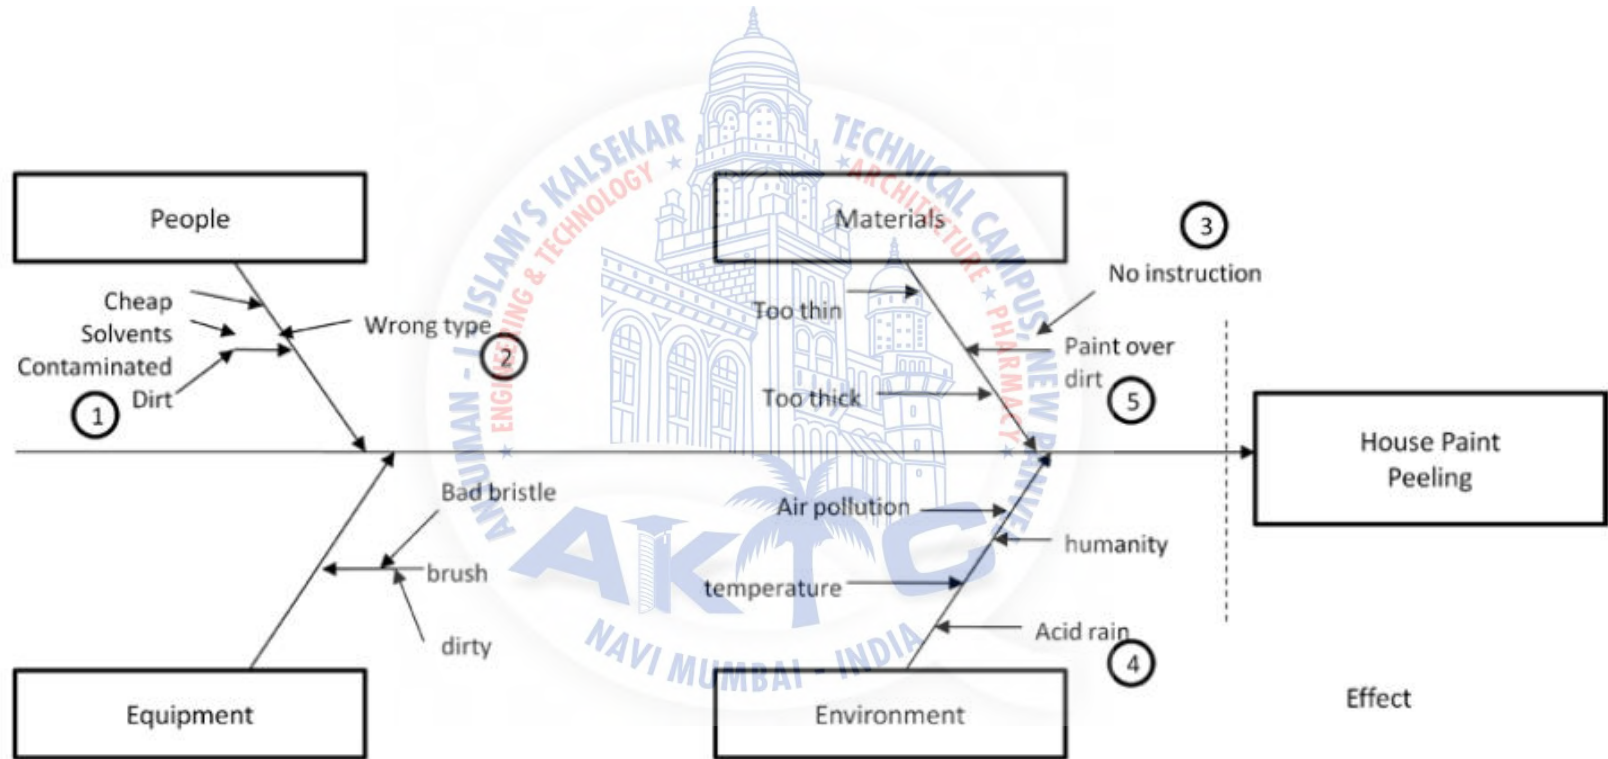 People
Materials
3
No instruction
Cheap
Solvents
Contaminated
Dirt
1
Wrong type
2
Too thin
Too thick
Paint over
dirt
5
House Paint
Peeling
Bad bristle
brush
dirty
Air pollution
humanity
temperature
Acid rain
4
Equipment
Environment
Effect
ANJUMAN - I - ISLAM'S KALSEKAR TECHNICAL CAMPUS, NEW PANVEL
★ ENGINEERING & TECHNOLOGY ★ ★ ARCHITECTURE ★ PHARMACY ★
AKTC
NAVI MUMBAI - INDIA